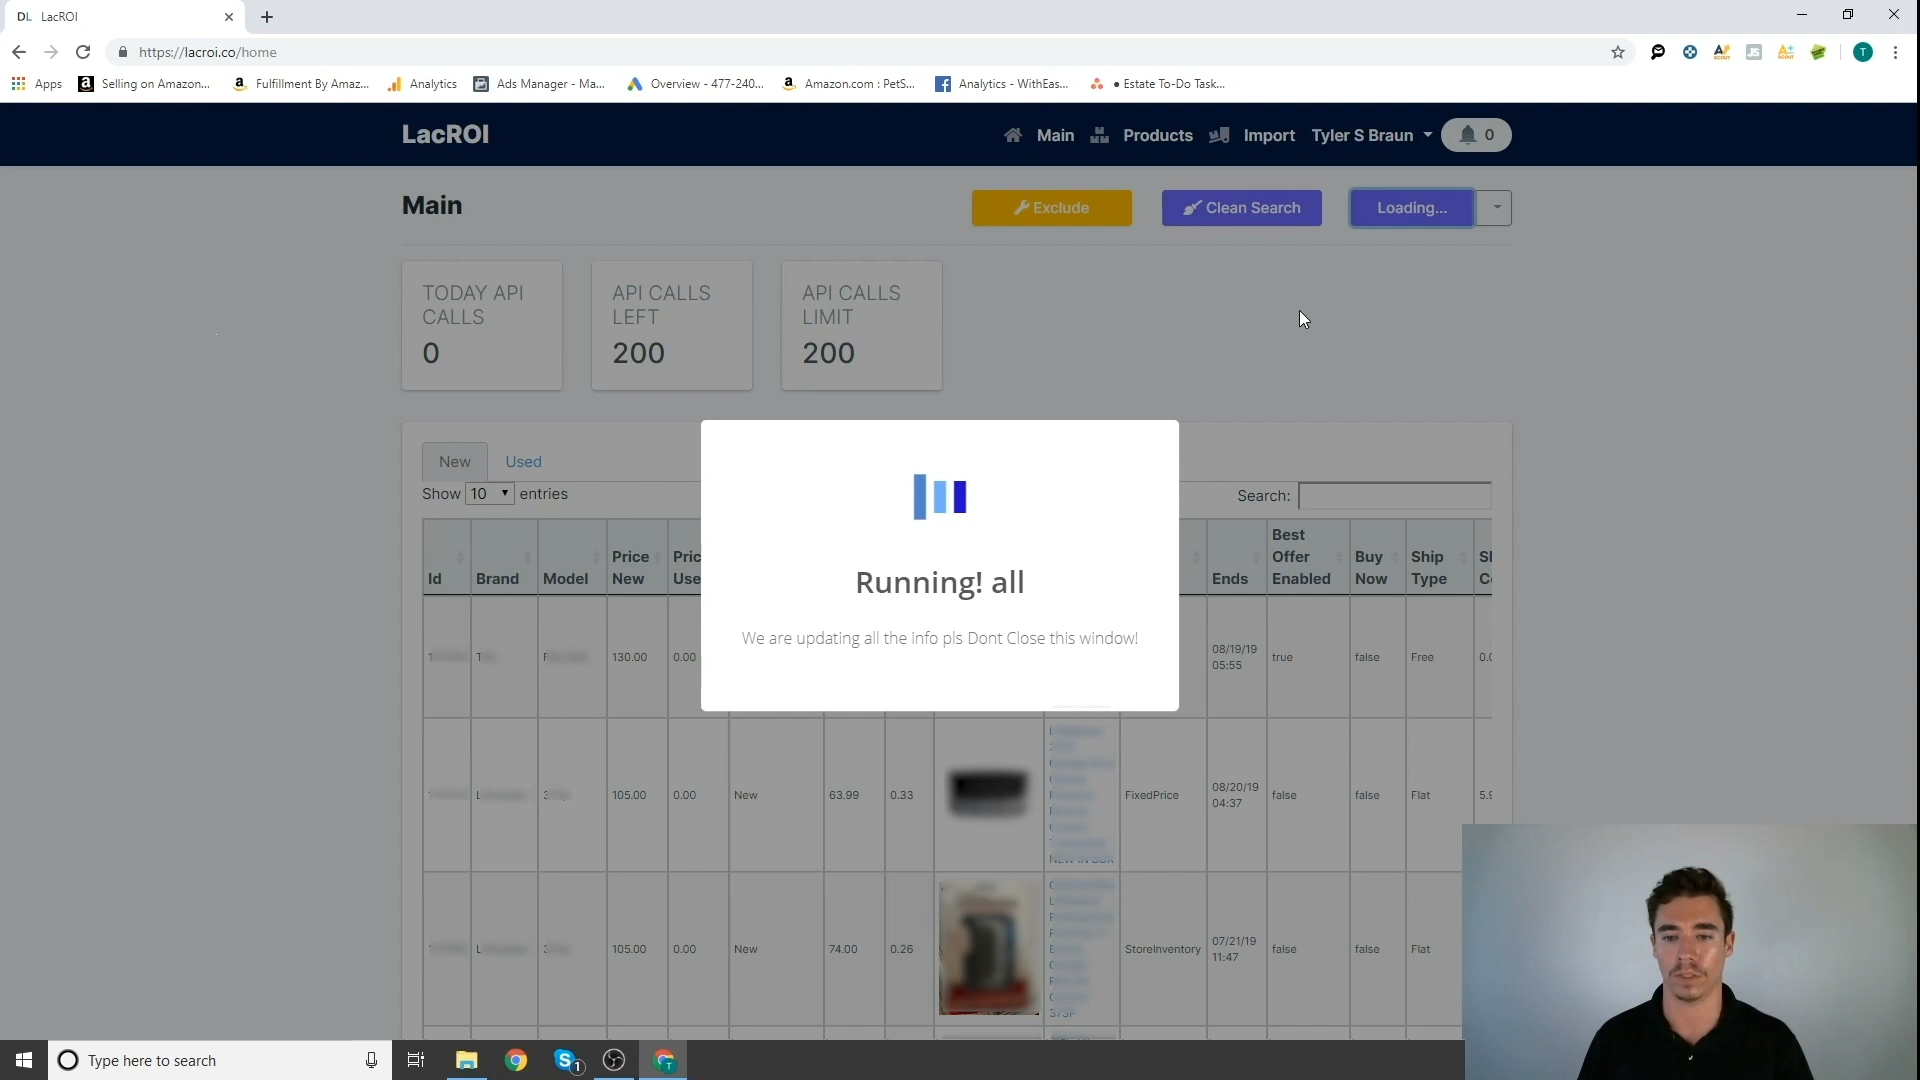 DL LacROI
https://lacroi.co/home
Apps Selling on Amazon... Fulfillment By Amaz... Analytics Ads Manager - Ma... Overview - 477-240... Amazon.com : PetS... Analytics - WithEas... • Estate To-Do Task...
LacROI Main Products Import Tyler S Braun 0
Main Exclude Clean Search Loading...
TODAY API CALLS
0
API CALLS LEFT
200
API CALLS LIMIT
200
New Used
Show 10 entries Search:
Id Brand Model Price New Ends Best Offer Enabled Buy Now Ship Type
Running! all
We are updating all the info pls Dont Close this window!
130.00 0.00 08/19/19 05:55 true false Free
105.00 0.00 New 63.99 0.33 FixedPrice 08/20/19 04:37 false false Flat
NEW IN BOX
105.00 0.00 New 74.00 0.26 StoreInventory 07/21/19 11:47 false false Flat
Type here to search
1
T